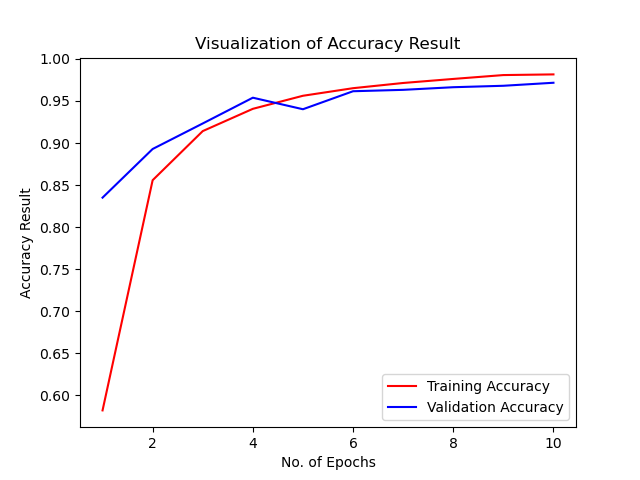 Visualization of Accuracy Result
1.00
0.95
0.90
0.85
0.80
0.75
0.70
0.65
0.60
Accuracy Result
Training Accuracy
Validation Accuracy
2 4 6 8 10
No. of Epochs